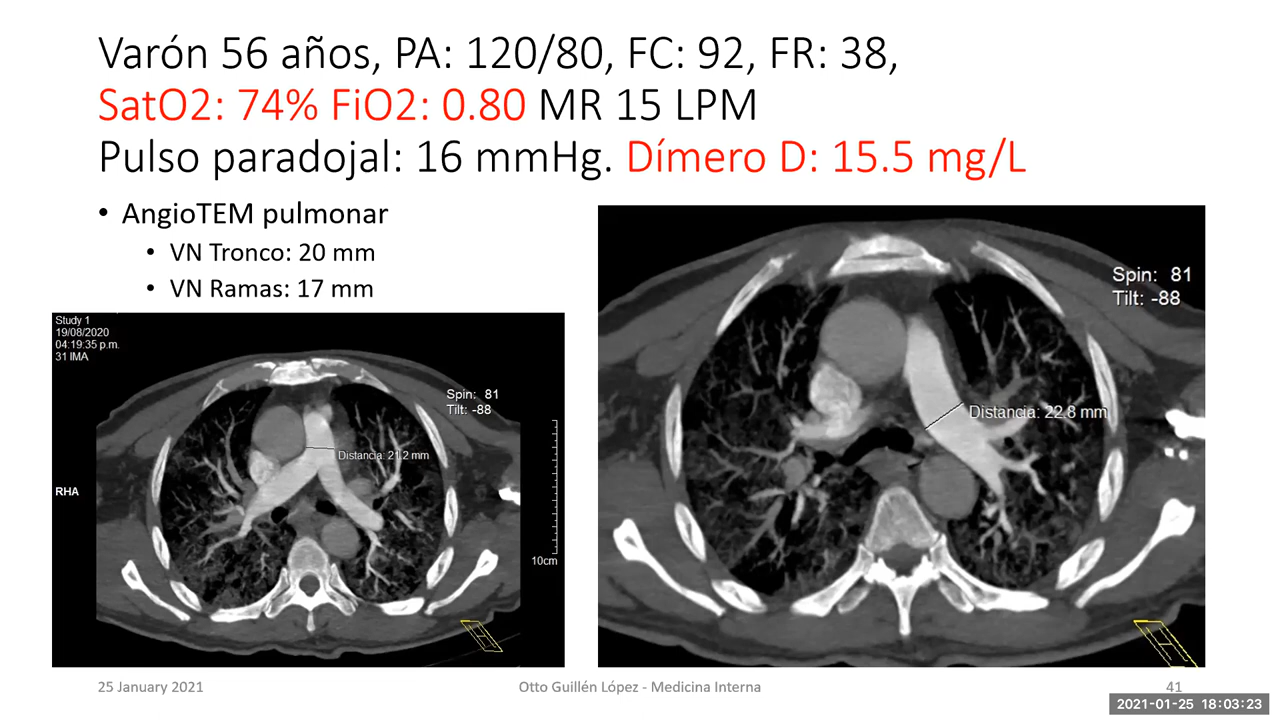 Varón 56 años, PA: 120/80, FC: 92, FR: 38,
SatO2: 74% FiO2: 0.80 MR 15 LPM
Pulso paradojal: 16 mmHg. Dímero D: 15.5 mg/L
• AngioTEM pulmonar
• VN Tronco: 20 mm
• VN Ramas: 17 mm
Study 1
19/08/2020
04:19:35 p.m.
31 IMA
Spin: 81
Tilt: -88
Distancia: 21.2 mm
RHA
10cm
Spin: 81
Tilt: -88
Distancia: 22.8 mm
25 January 2021
Otto Guillén López - Medicina Interna
41
2021-01-25 18:03:23